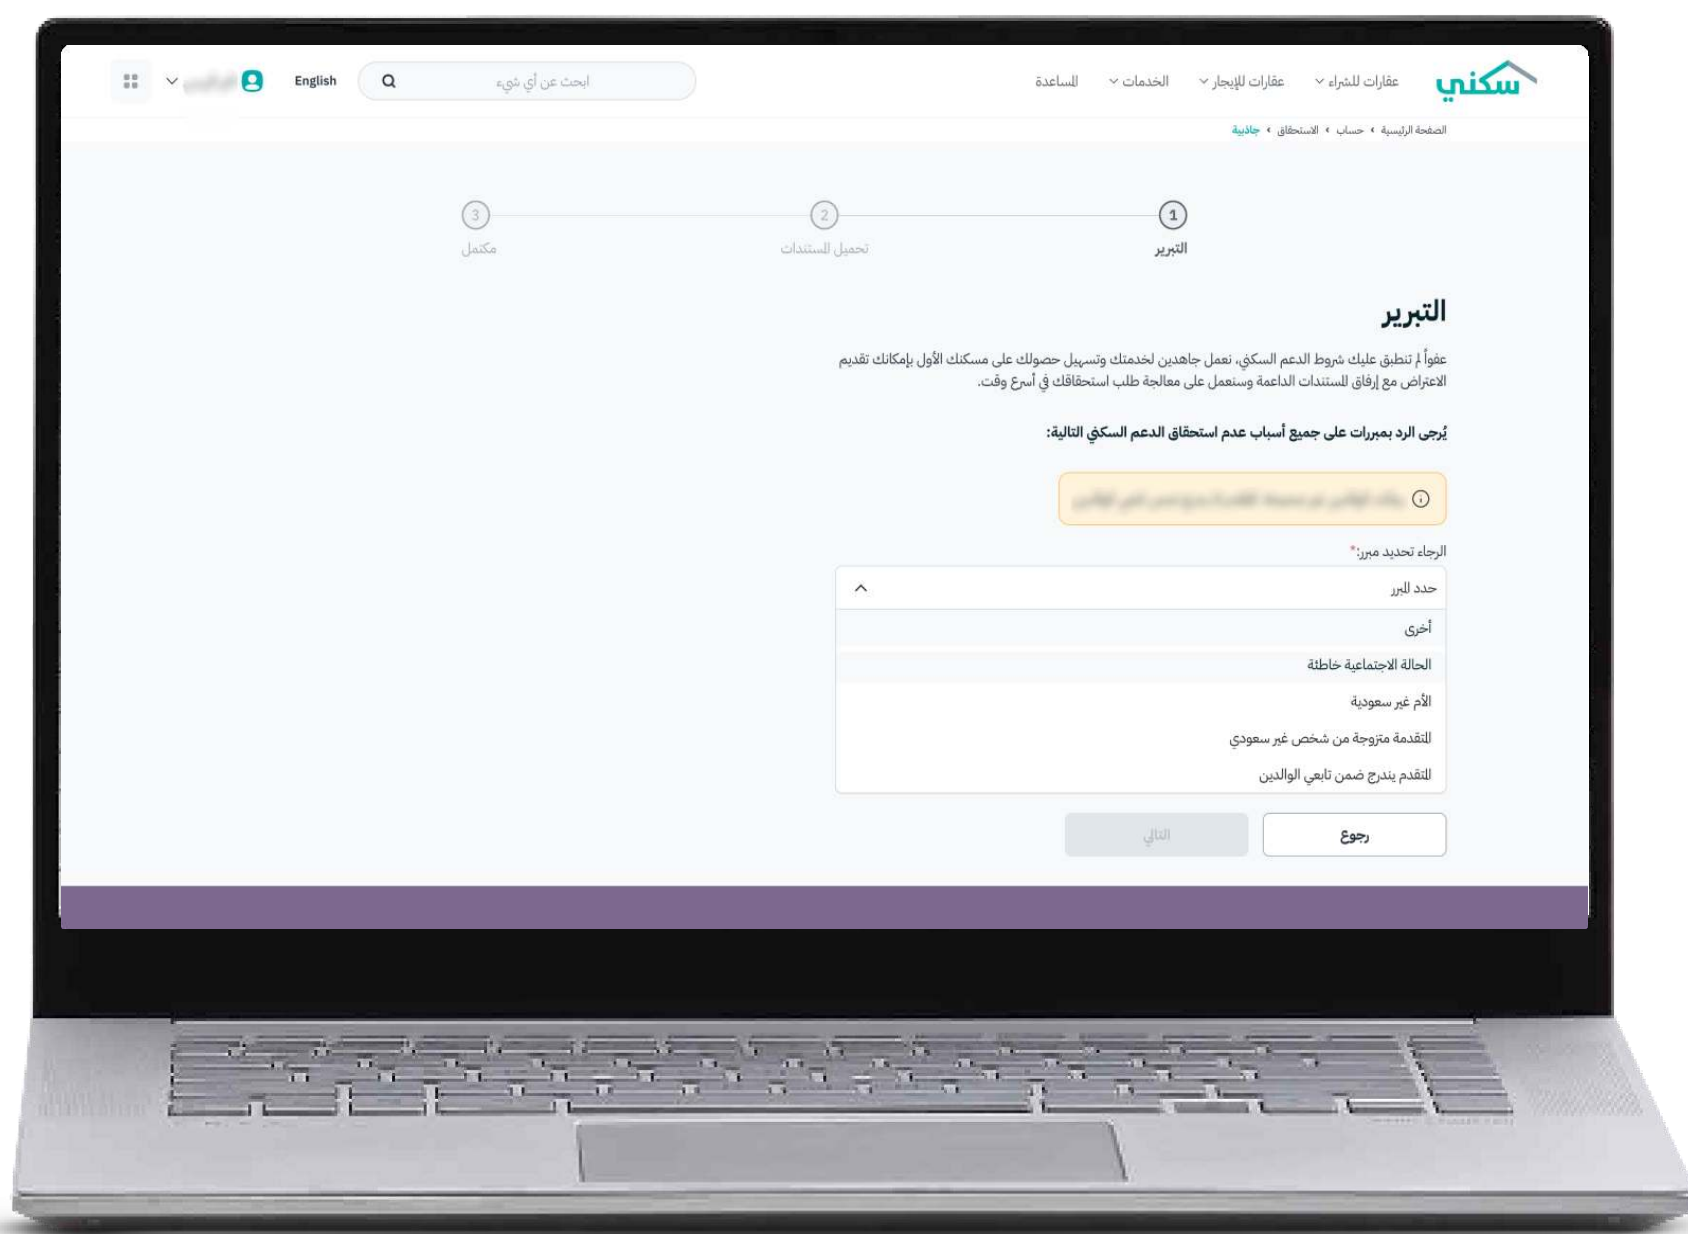 سكني
عقارات للشراء
عقارات للإيجار
الخدمات
المساعدة
ابحث عن أي شيء
English
الصفحة الرئيسية › حساب › الاستحقاق › جاذبية
1
2
3
التبرير
تحميل المستندات
مكتمل
التبرير
عفواً لم تنطبق عليك شروط الدعم السكني، نعمل جاهدين لخدمتك وتسهيل حصولك على مسكنك الأول بإمكانك تقديم
الاعتراض مع إرفاق المستندات الداعمة وسنعمل على معالجة طلب استحقاقك في أسرع وقت.
يُرجى الرد بمبررات على جميع أسباب عدم استحقاق الدعم السكني التالية:
الرجاء تحديد مبرر:*
حدد المبرر
أخرى
الحالة الاجتماعية خاطئة
الأم غير سعودية
المتقدمة متزوجة من شخص غير سعودي
المتقدم يندرج ضمن تابعي الوالدين
رجوع
التالي